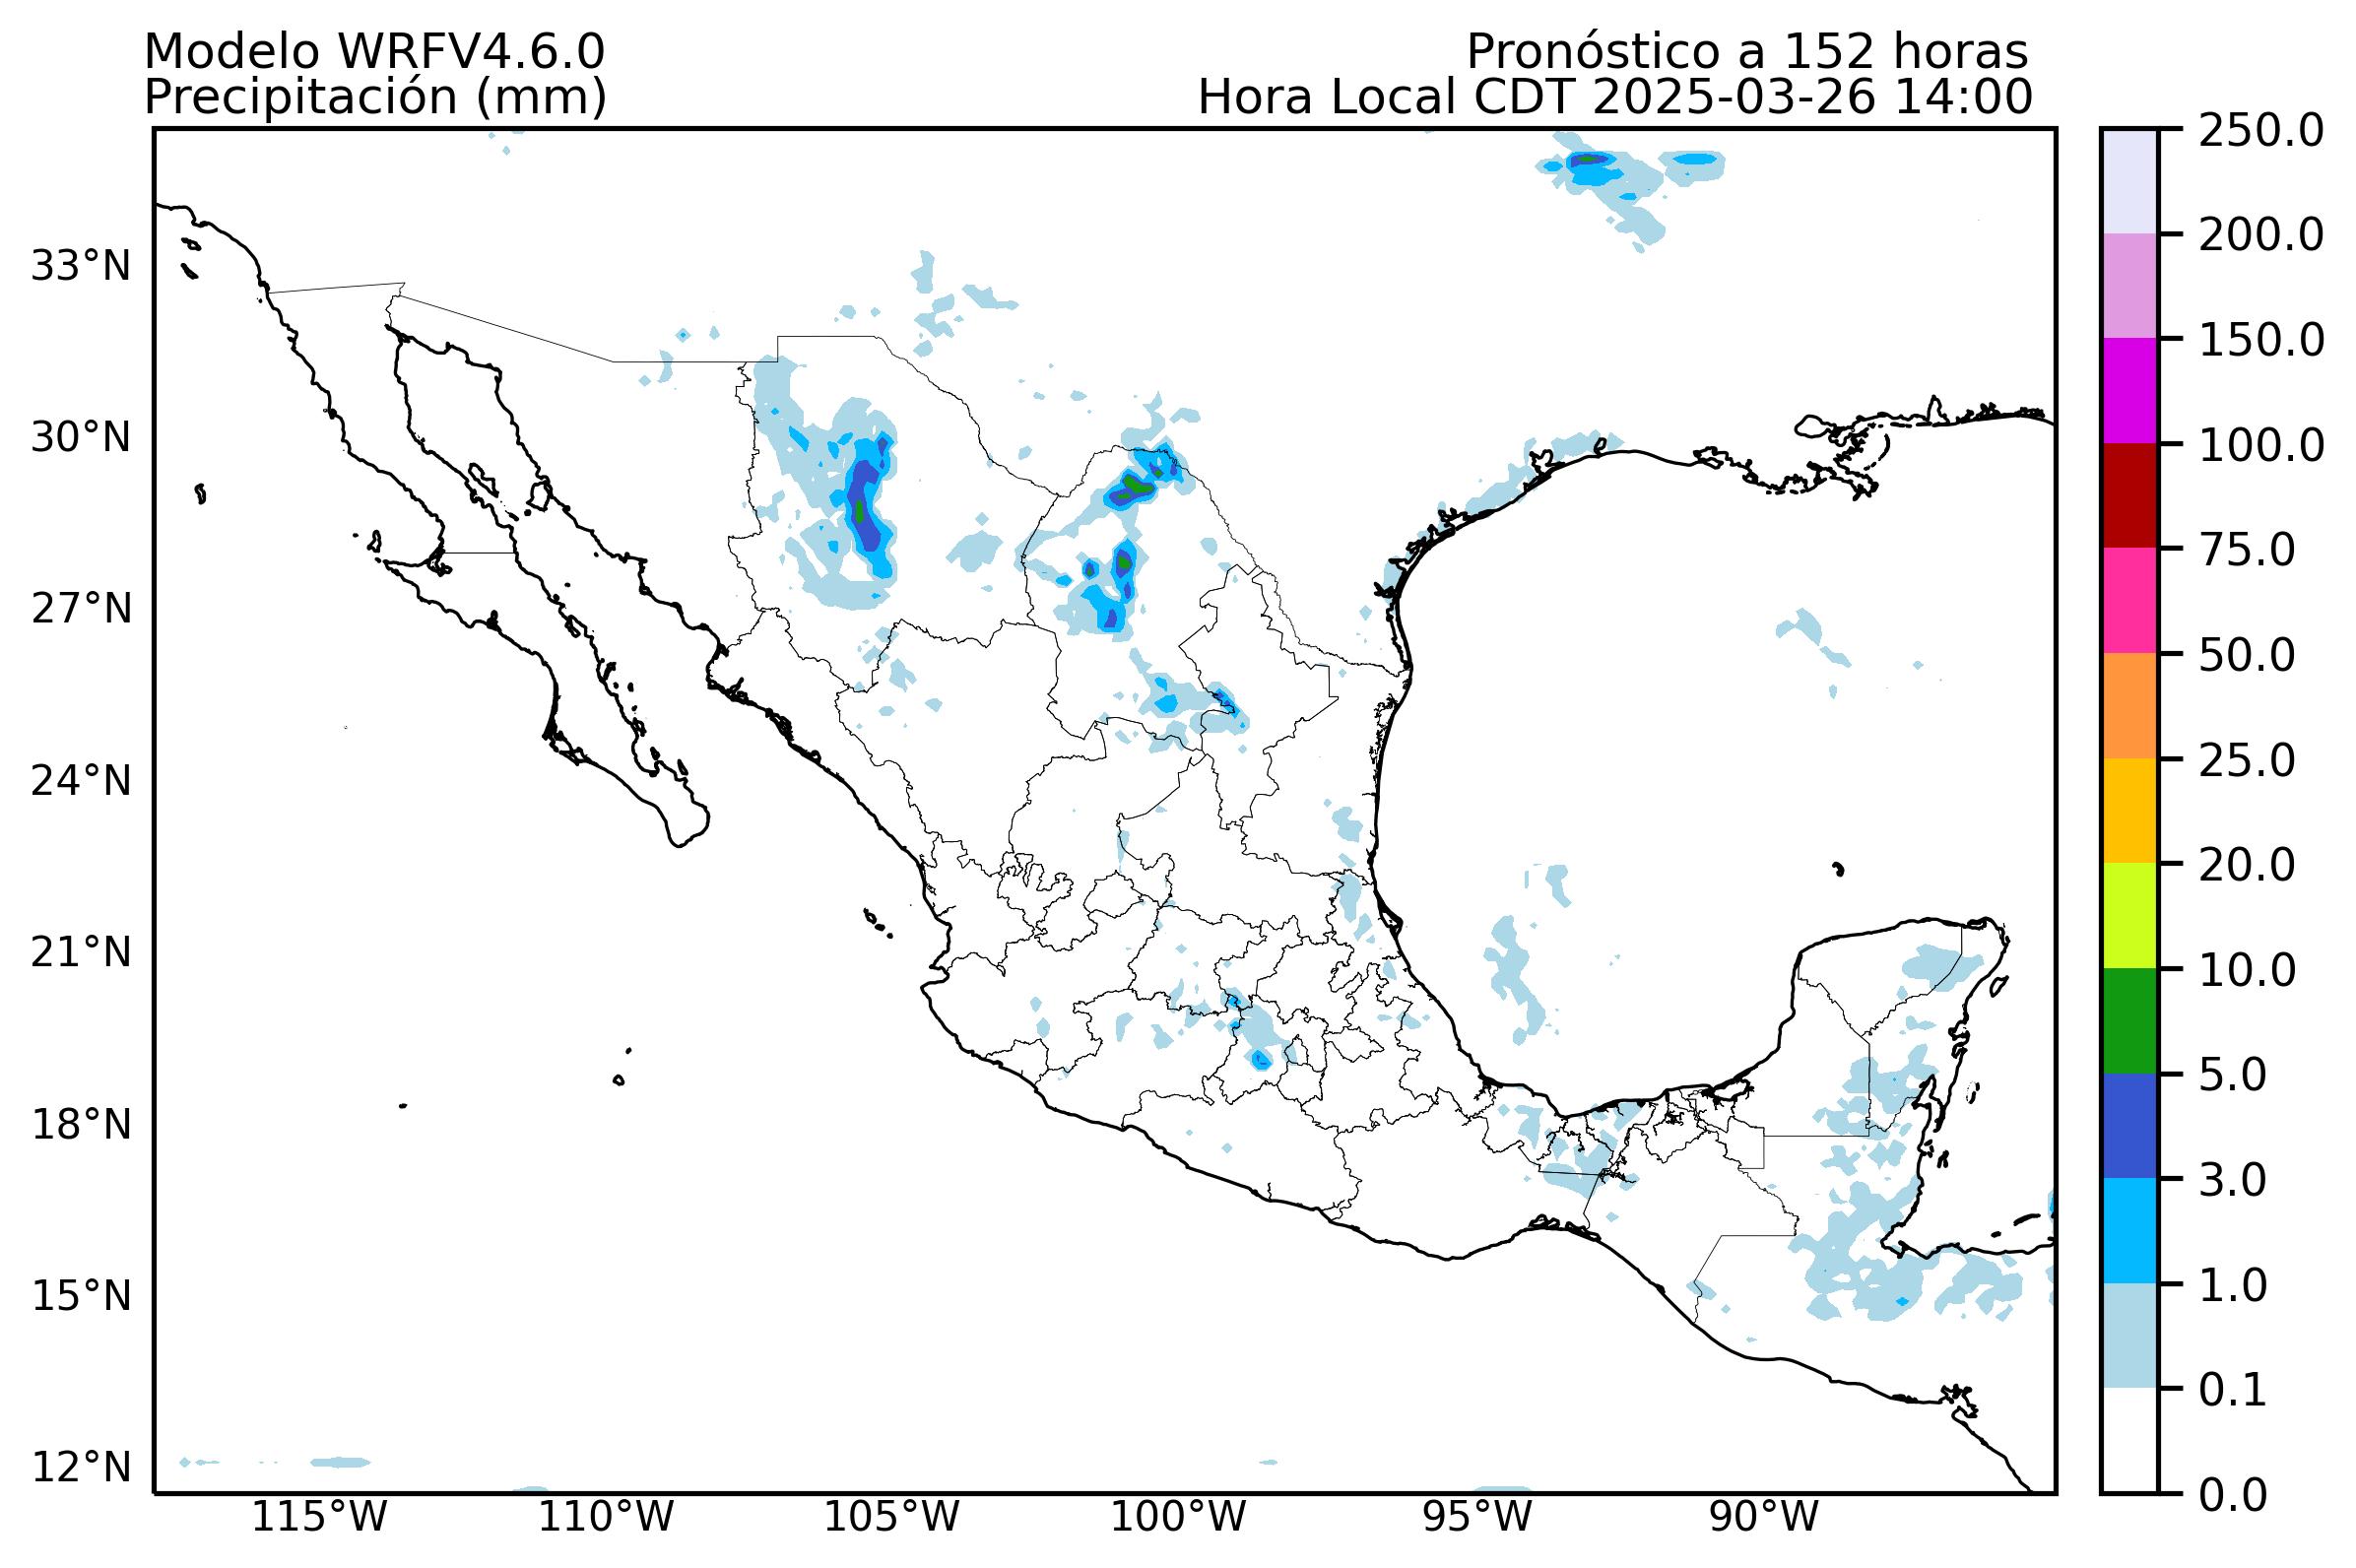 Modelo WRFV4.6.0
Pronóstico a 152 horas
Precipitación (mm)
Hora Local CDT 2025-03-26 14:00
33°N
30°N
27°N
24°N
21°N
18°N
15°N
12°N
115°W
110°W
105°W
100°W
95°W
90°W
250.0
200.0
150.0
100.0
75.0
50.0
25.0
20.0
10.0
5.0
3.0
1.0
0.1
0.0